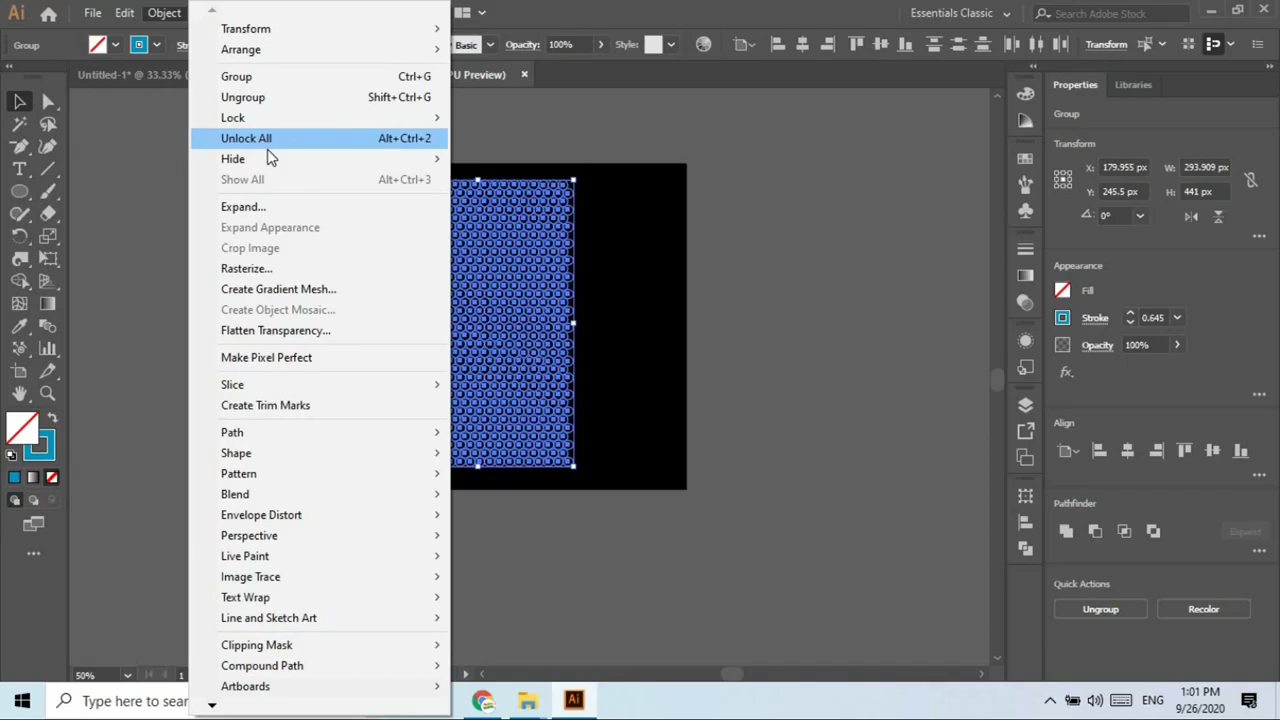 Ai
File
Edit
Object
Essentials Classic
Search Adobe Stock
Group
Basic
Opacity:
100%
Style:
Transform
Untitled-1* @ 33.33%
PU Preview)
Transform
Arrange
Group Ctrl+G
Ungroup Shift+Ctrl+G
Lock
Unlock All Alt+Ctrl+2
Hide
Show All Alt+Ctrl+3
Expand...
Expand Appearance
Crop Image
Rasterize...
Create Gradient Mesh...
Create Object Mosaic...
Flatten Transparency...
Make Pixel Perfect
Slice
Create Trim Marks
Path
Shape
Pattern
Blend
Envelope Distort
Perspective
Live Paint
Image Trace
Text Wrap
Line and Sketch Art
Clipping Mask
Compound Path
Artboards
Properties
Libraries
Group
Transform
X: 179.955 px W: 293.909 px
Y: 245.5 px H: 441 px
0°
Appearance
Fill
Stroke 0.645
Opacity 100%
fx.
Align
Pathfinder
Expand
Quick Actions
Ungroup
Recolor
50%
1
Type here to sear
Ai
ENG
1:01 PM
9/26/2020